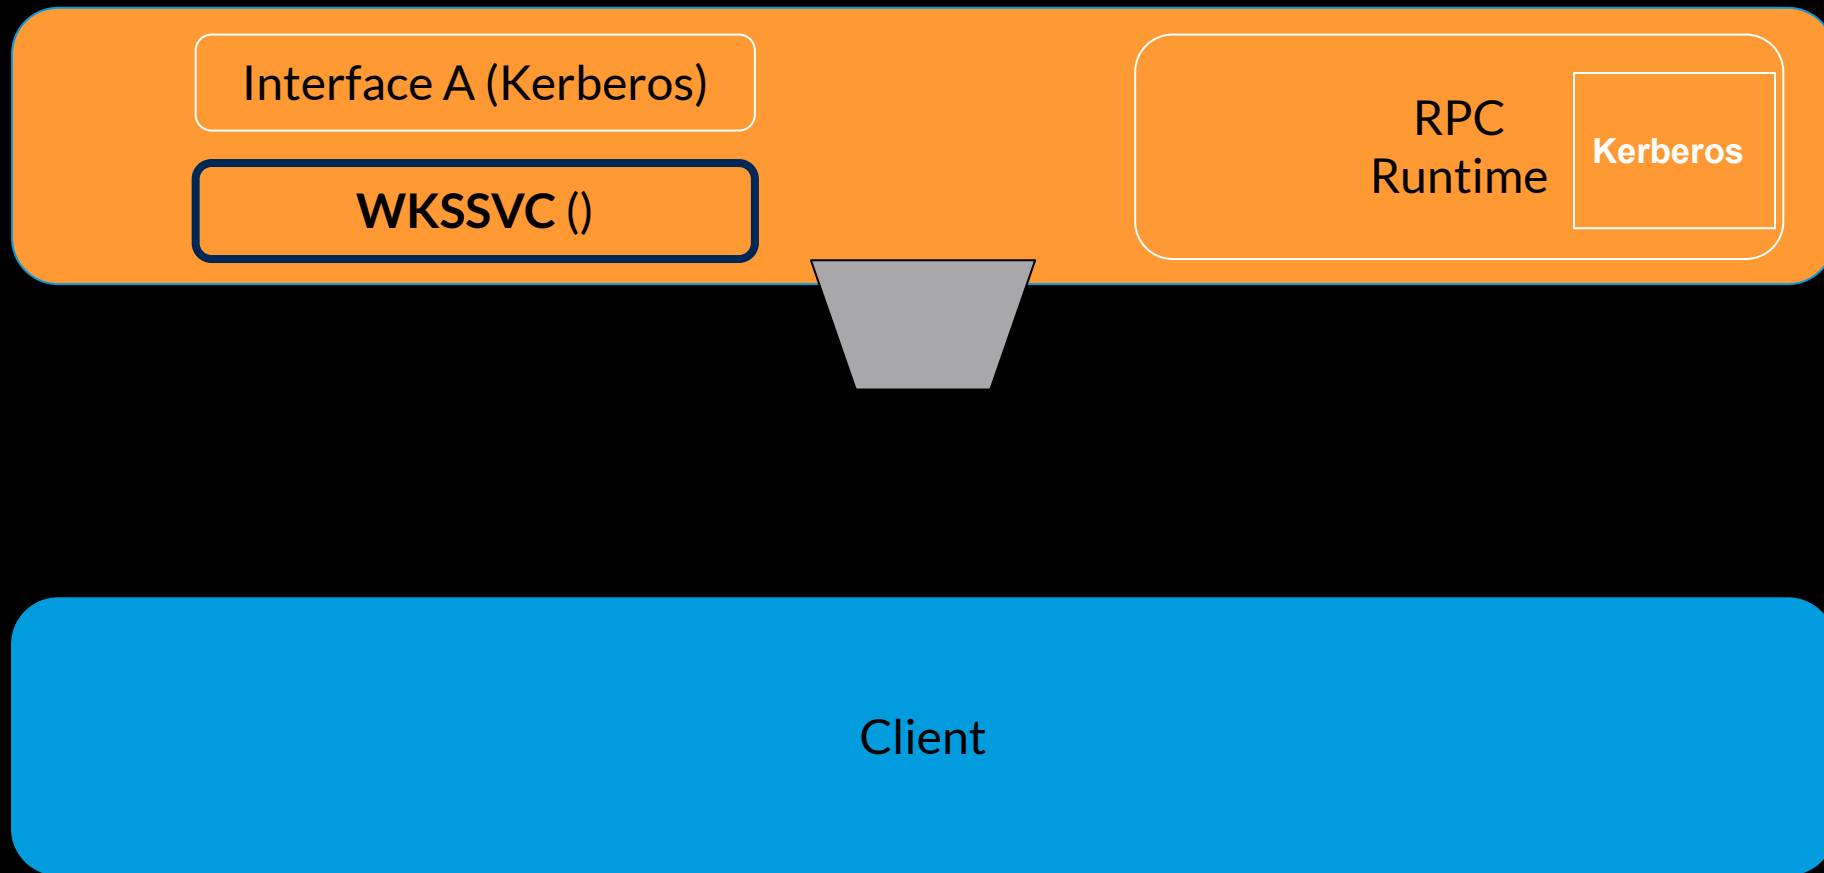 Interface A (Kerberos)
WKSSVC ()
RPC
Runtime
Kerberos
Client